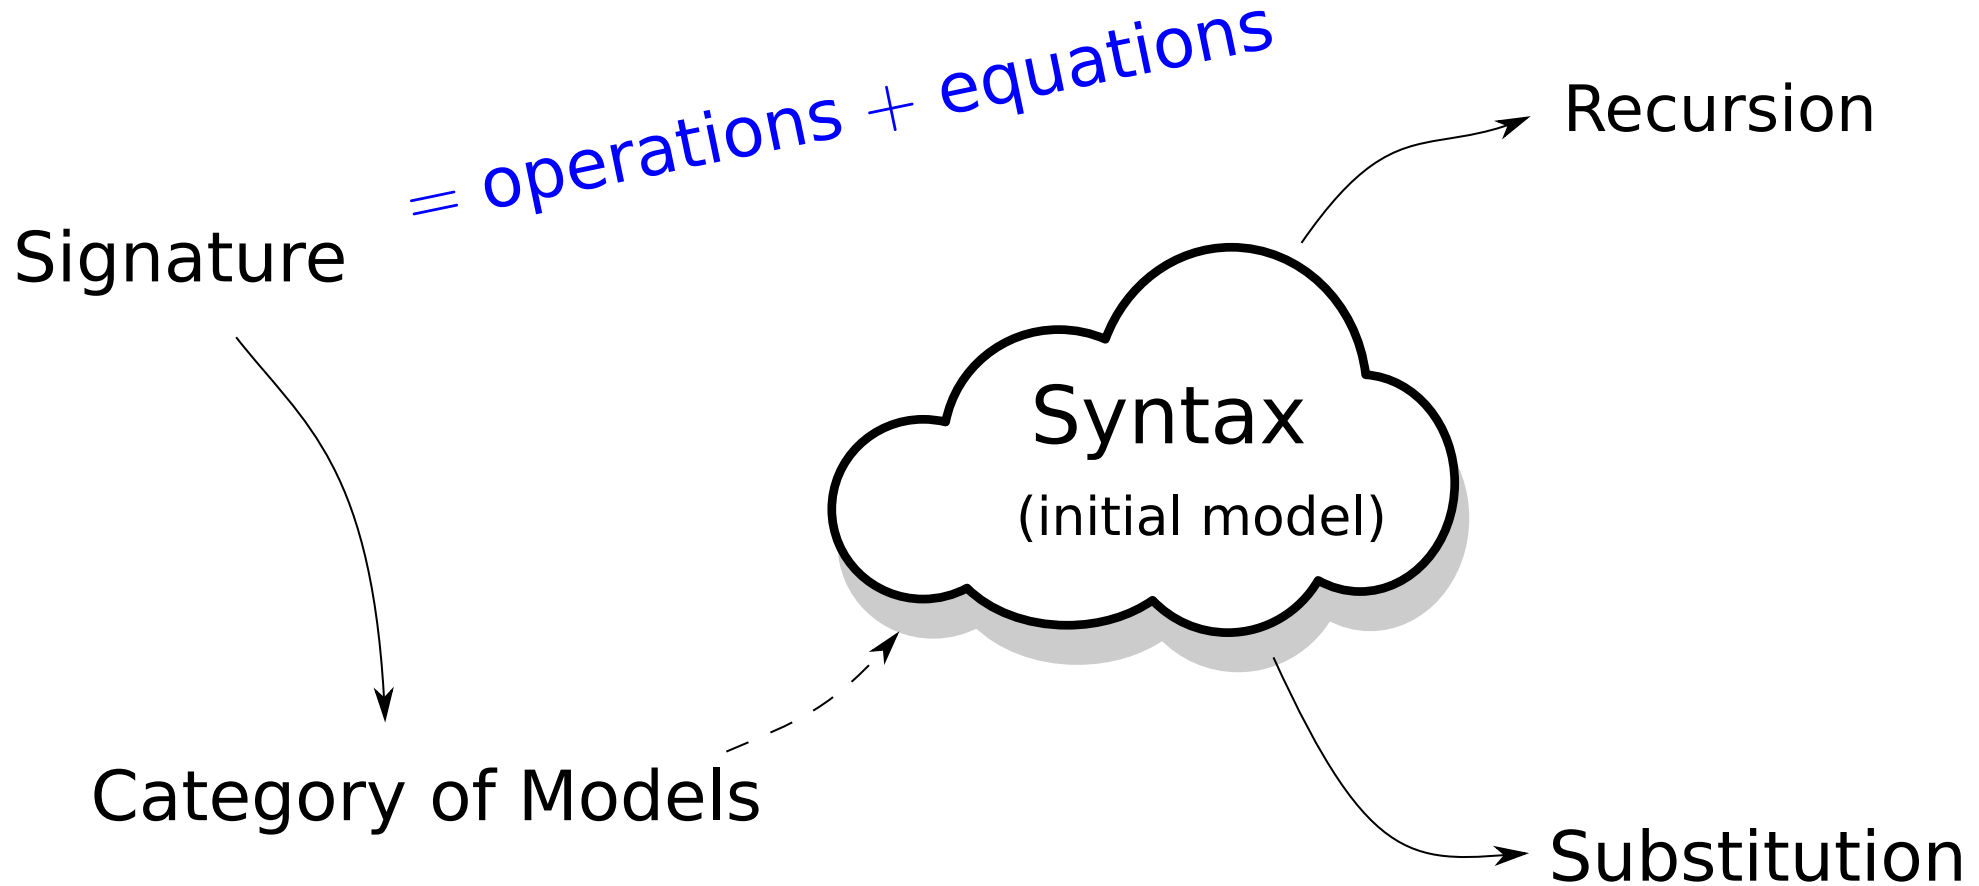 = operations + equations
Signature
Recursion
Syntax
(initial model)
Category of Models
Substitution